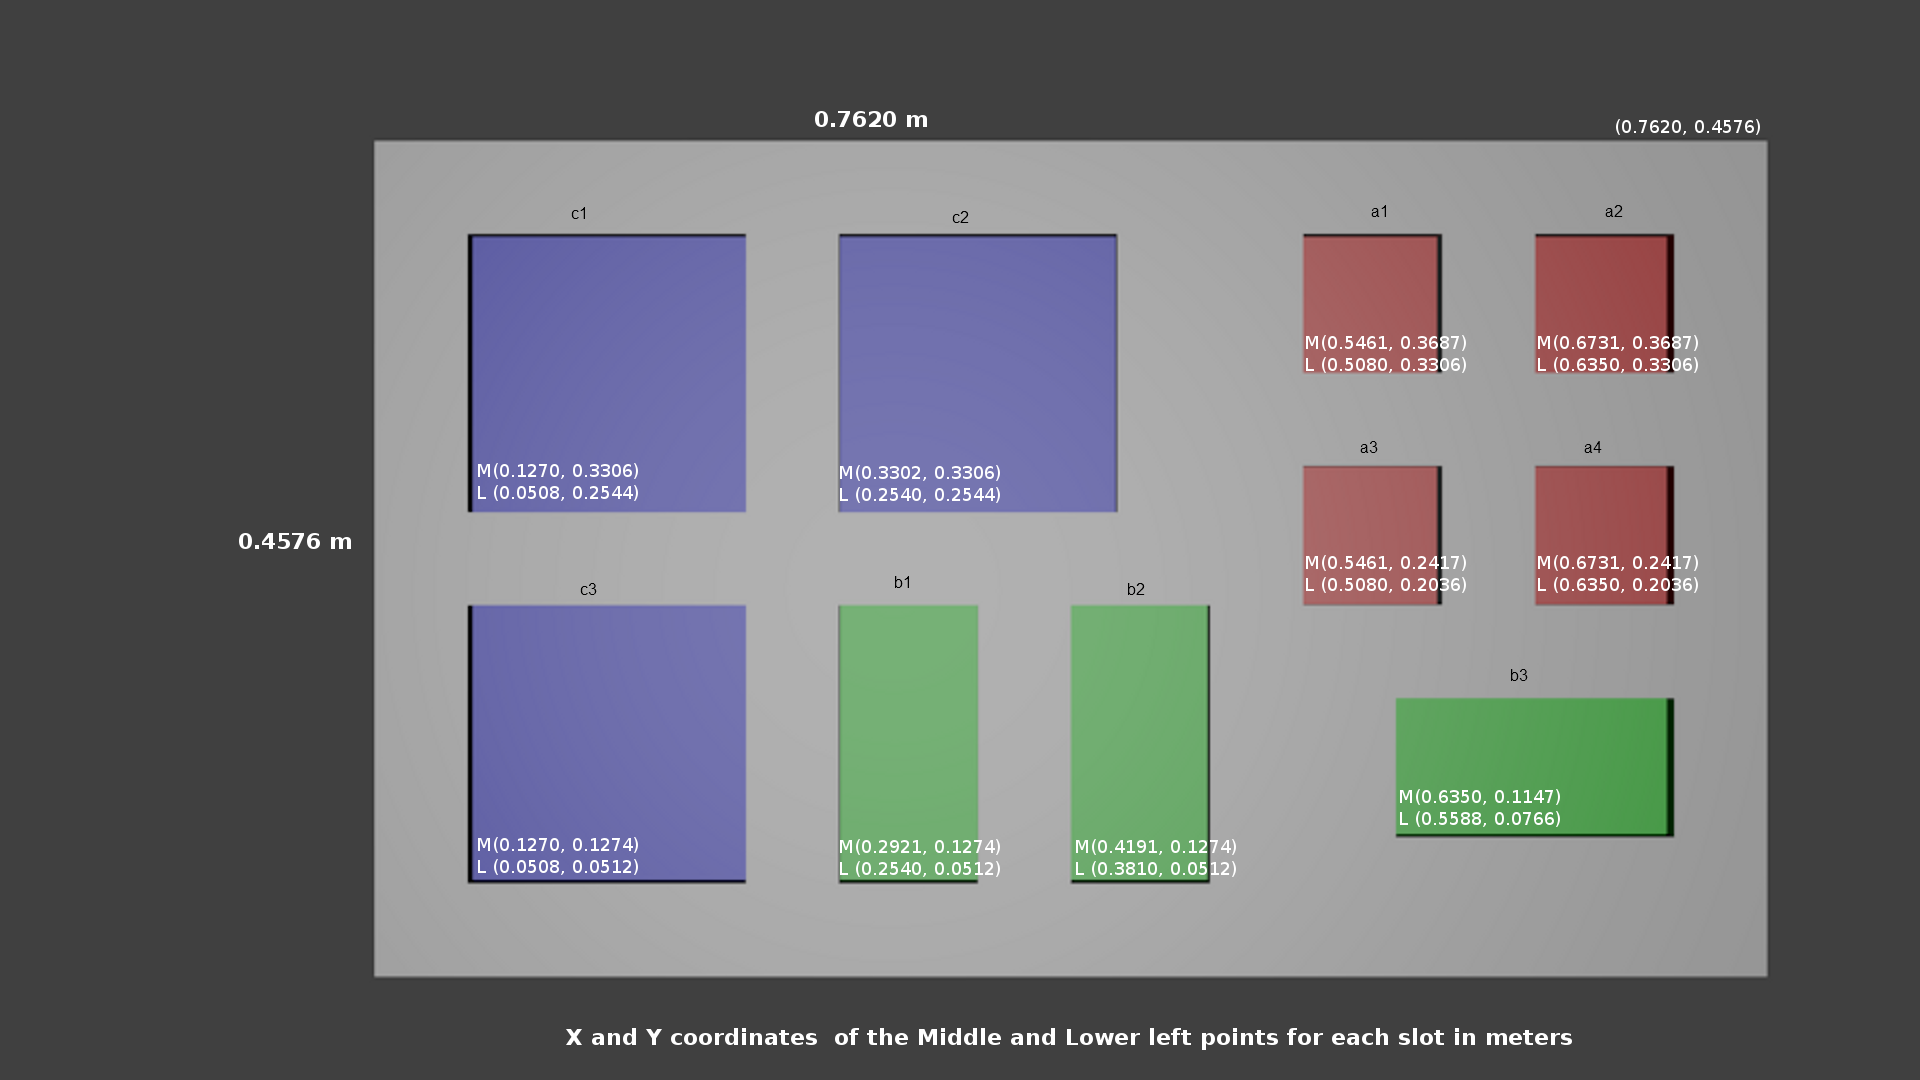 0.7620 m
(0.7620, 0.4576)
c1
c2
a1
a2
M(0.5461, 0.3687)
L (0.5080, 0.3306)
M(0.6731, 0.3687)
L (0.6350, 0.3306)
M(0.1270, 0.3306)
L (0.0508, 0.2544)
M(0.3302, 0.3306)
L (0.2540, 0.2544)
a3
a4
M(0.5461, 0.2417)
L (0.5080, 0.2036)
M(0.6731, 0.2417)
L (0.6350, 0.2036)
0.4576 m
c3
b1
b2
b3
M(0.6350, 0.1147)
L (0.5588, 0.0766)
M(0.1270, 0.1274)
L (0.0508, 0.0512)
M(0.2921, 0.1274)
L (0.2540, 0.0512)
M(0.4191, 0.1274)
L (0.3810, 0.0512)
X and Y coordinates  of the Middle and Lower left points for each slot in meters